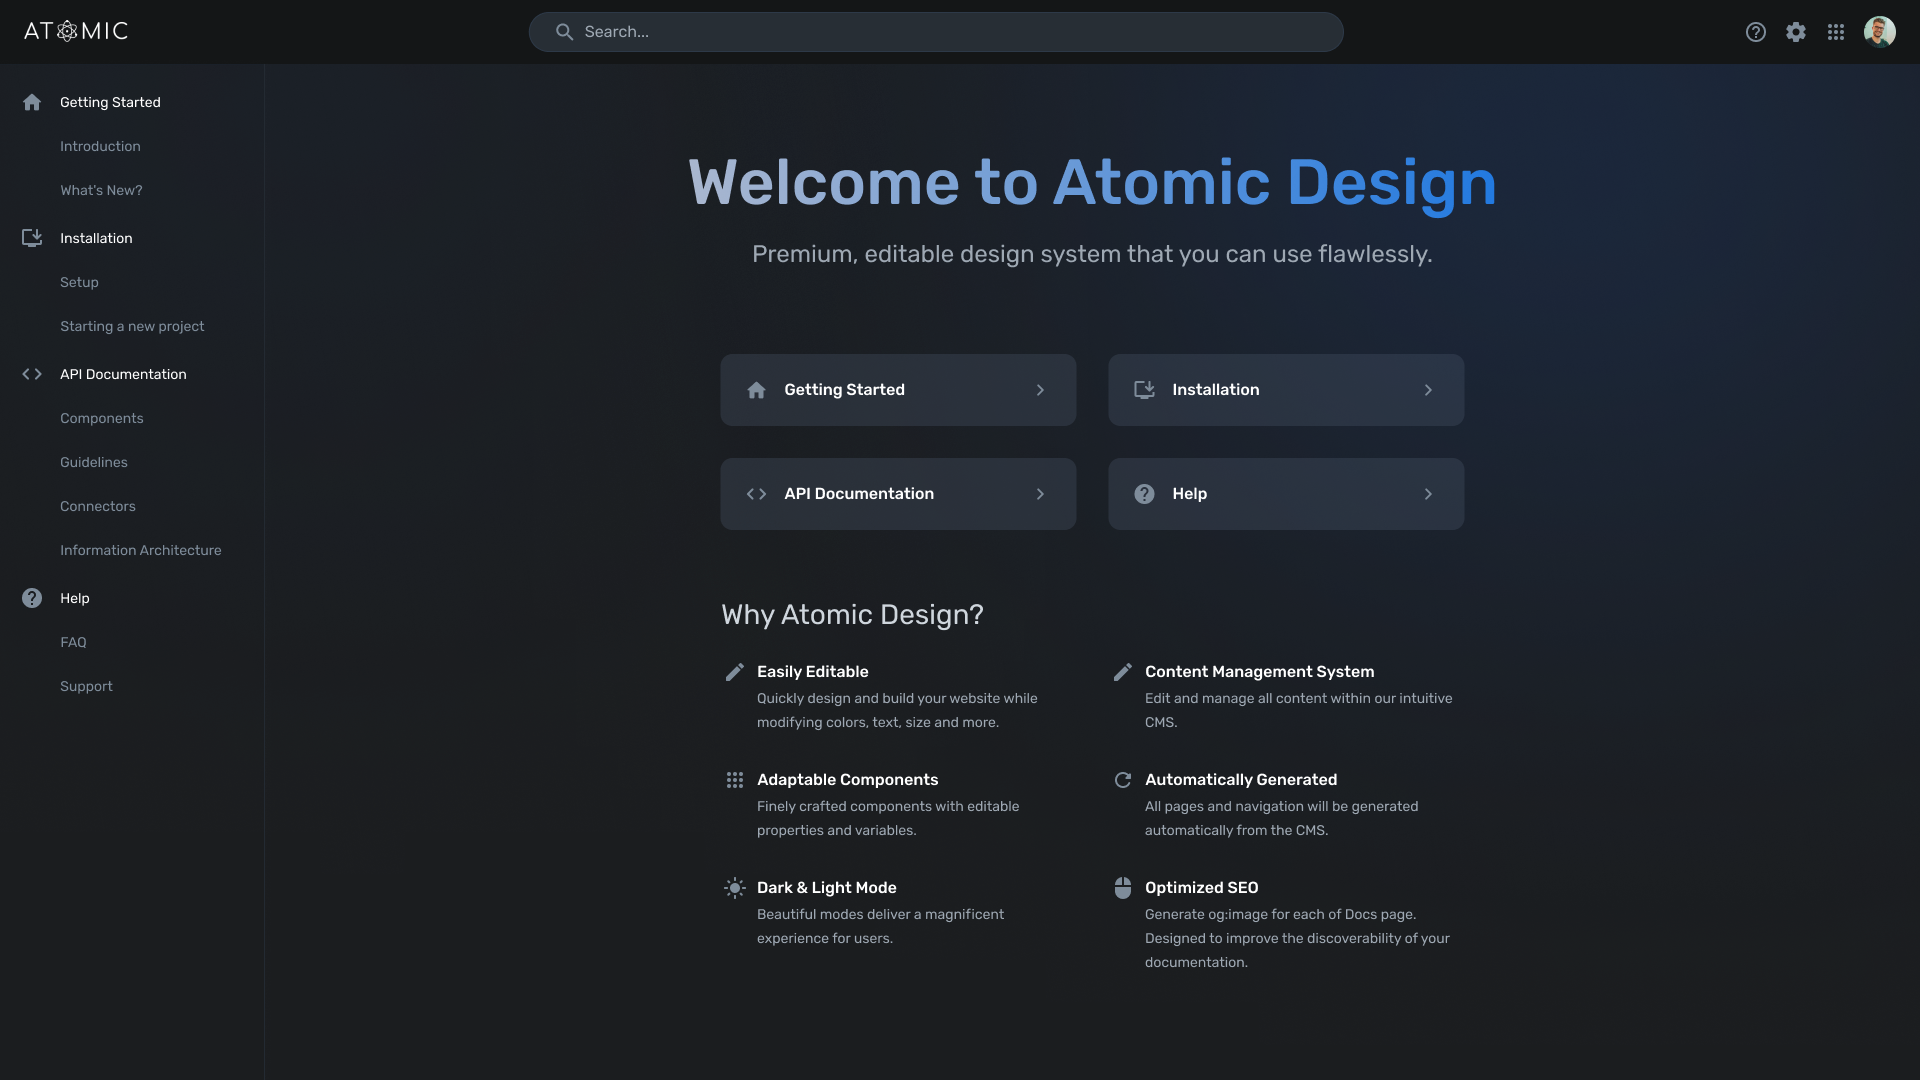 ATOMIC
Search...
Getting Started
Introduction
What's New?
Installation
Setup
Starting a new project
API Documentation
Components
Guidelines
Connectors
Information Architecture
Help
FAQ
Support
Welcome to Atomic Design
Premium, editable design system that you can use flawlessly.
Getting Started
Installation
API Documentation
Help
Why Atomic Design?
Easily Editable
Quickly design and build your website while
modifying colors, text, size and more.
Content Management System
Edit and manage all content within our intuitive
CMS.
Adaptable Components
Finely crafted components with editable
properties and variables.
Automatically Generated
All pages and navigation will be generated
automatically from the CMS.
Dark & Light Mode
Beautiful modes deliver a magnificent
experience for users.
Optimized SEO
Generate og:image for each of Docs page.
Designed to improve the discoverability of your
documentation.